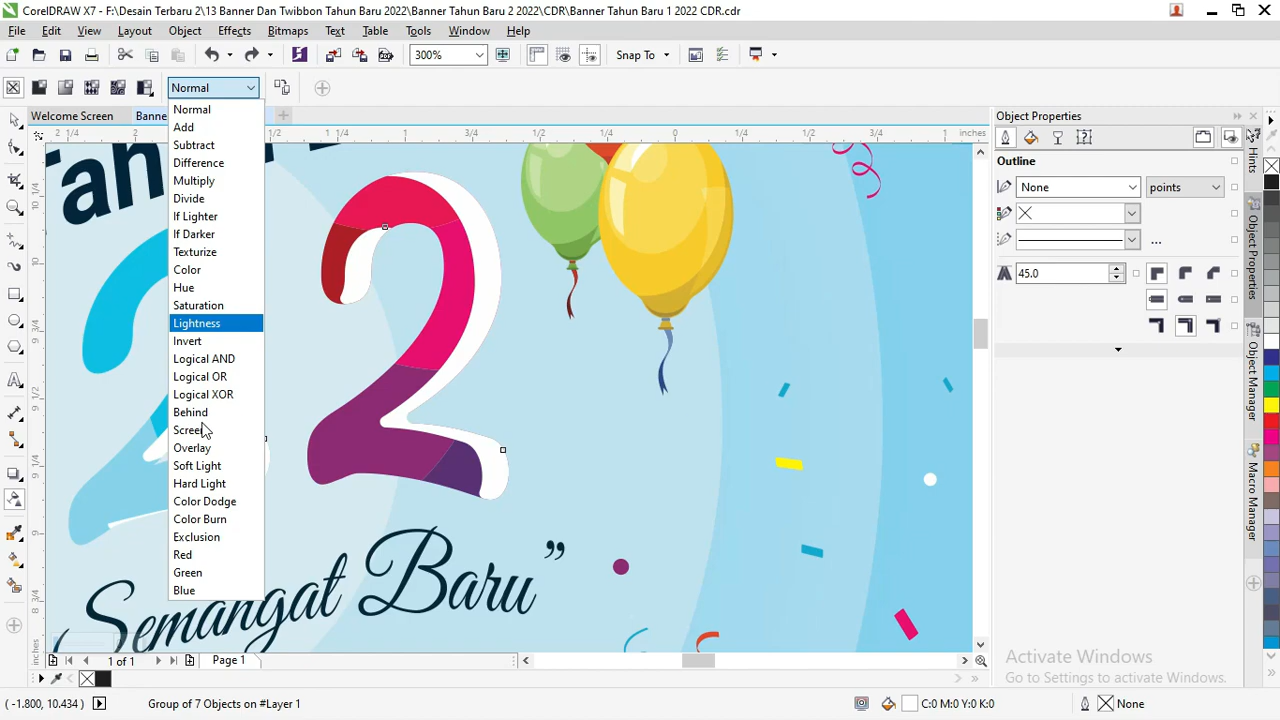 CorelDRAW X7 - F:\Desain Terbaru 2\13 Banner Dan Twibbon Tahun Baru 2022\Banner Tahun Baru 2 2022\CDR\Banner Tahun Baru 1 2022 CDR.cdr
File Edit View Layout Object Effects Bitmaps Text Table Tools Window Help
300% Snap To
Normal
Welcome Screen
Normal
Add
Subtract
Difference
Multiply
Divide
If Lighter
If Darker
Texturize
Color
Hue
Saturation
Lightness
Invert
Logical AND
Logical OR
Logical XOR
Behind
Screen
Overlay
Soft Light
Hard Light
Color Dodge
Color Burn
Exclusion
Red
Green
Blue
2 2
Semangat Baru”
inches
Object Properties
Outline
None points
45.0
Hints
Object Properties
Object Manager
Macro Manager
1 of 1 Page 1
Activate Windows
Go to Settings to activate Windows.
(-1.800, 10.434) Group of 7 Objects on #Layer 1 C:0 M:0 Y:0 K:0 None